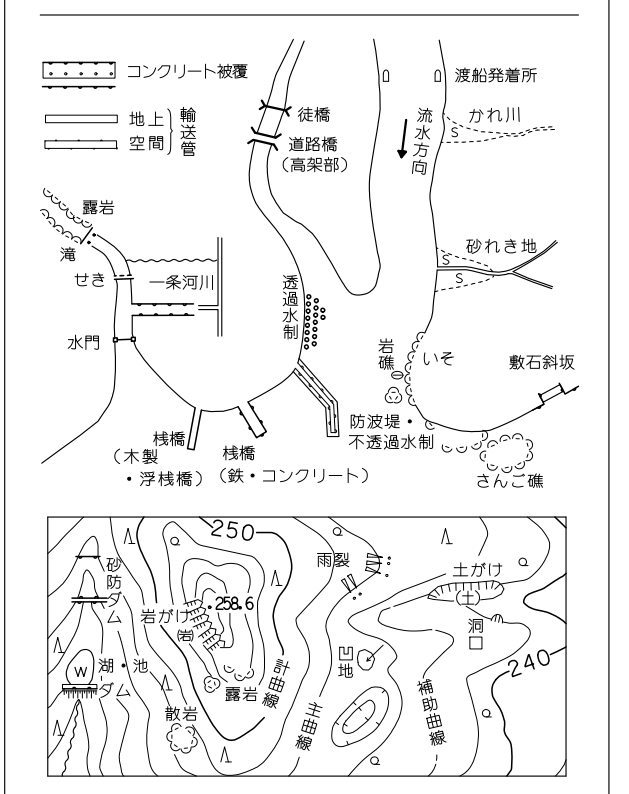 コンクリート被覆
地上
空間
輸送管
徒橋
道路橋
(高架部)
渡船発着所
流水方向
かれ川
S
砂れき地
S
S
露岩
滝
せき
一条河川
水門
透過水制
岩礁
いそ
敷石斜坂
防波堤・
不透過水制
さんご礁
桟橋
(木製
・浮桟橋)
桟橋
(鉄・コンクリート)
250
砂防ダム
岩がけ
(岩)
.258.6
雨裂
土がけ
(土)
洞
凹地
240
W
湖・池
ダム
露岩
散岩
計曲線
主曲線
補助曲線